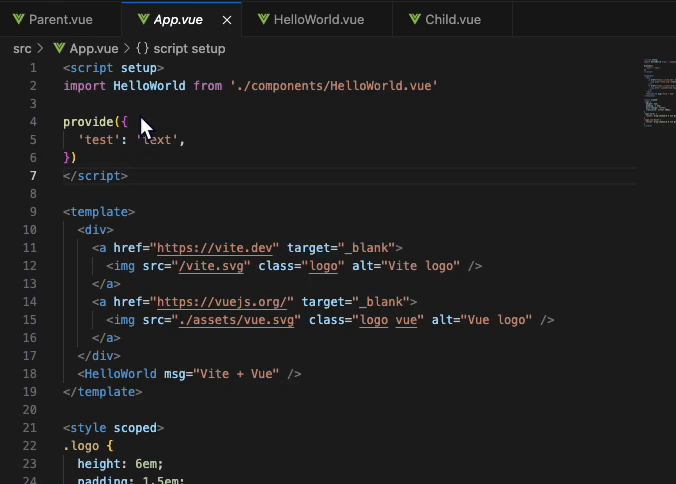 Parent.vue App.vue × HelloWorld.vue Child.vue
src > App.vue > {} script setup
1 <script setup>
2 import HelloWorld from './components/HelloWorld.vue'
3
4 provide({
5 'test': 'text',
6 })
7 </script>
8
9 <template>
10 <div>
11 <a href="https://vite.dev" target="_blank">
12 <img src="/vite.svg" class="logo" alt="Vite logo" />
13 </a>
14 <a href="https://vuejs.org/" target="_blank">
15 <img src="./assets/vue.svg" class="logo vue" alt="Vue logo" />
16 </a>
17 </div>
18 <HelloWorld msg="Vite + Vue" />
19 </template>
20
21 <style scoped>
22 .logo {
23 height: 6em;
24 padding: 1.5em;